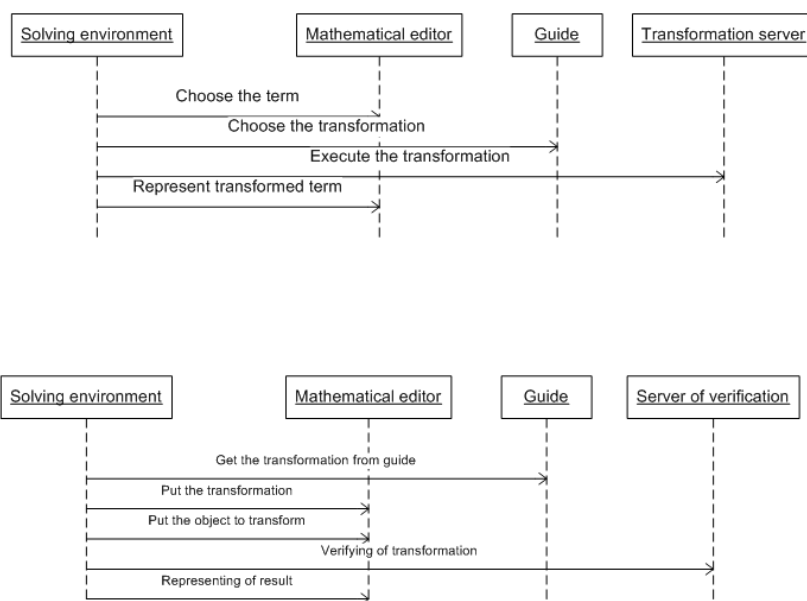 Solving environment
Mathematical editor
Guide
Transformation server
Choose the term
Choose the transformation
Execute the transformation
Represent transformed term
Solving environment
Mathematical editor
Guide
Server of verification
Get the transformation from guide
Put the transformation
Put the object to transform
Verifying of transformation
Representing of result